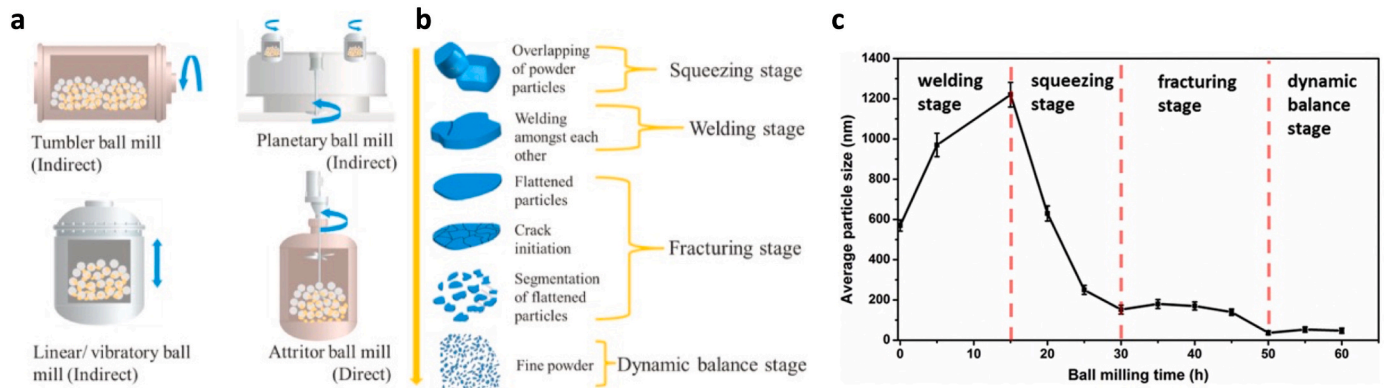 a
Tumbler ball mill
(Indirect)
Planetary ball mill
(Indirect)
Linear/ vibratory ball
mill (Indirect)
Attritor ball mill
(Direct)
b
Overlapping
of powder
particles
Squeezing stage
Welding
amongst each
other
Welding stage
Flattened
particles
Crack
initiation
Segmentation
of flattened
particles
Fracturing stage
Fine powder
Dynamic balance stage
c
Average particle size (nm)
1400
1200
1000
800
600
400
200
0
welding
stage
squeezing
stage
fracturing
stage
dynamic
balance
stage
0 10 20 30 40 50 60
Ball milling time (h)